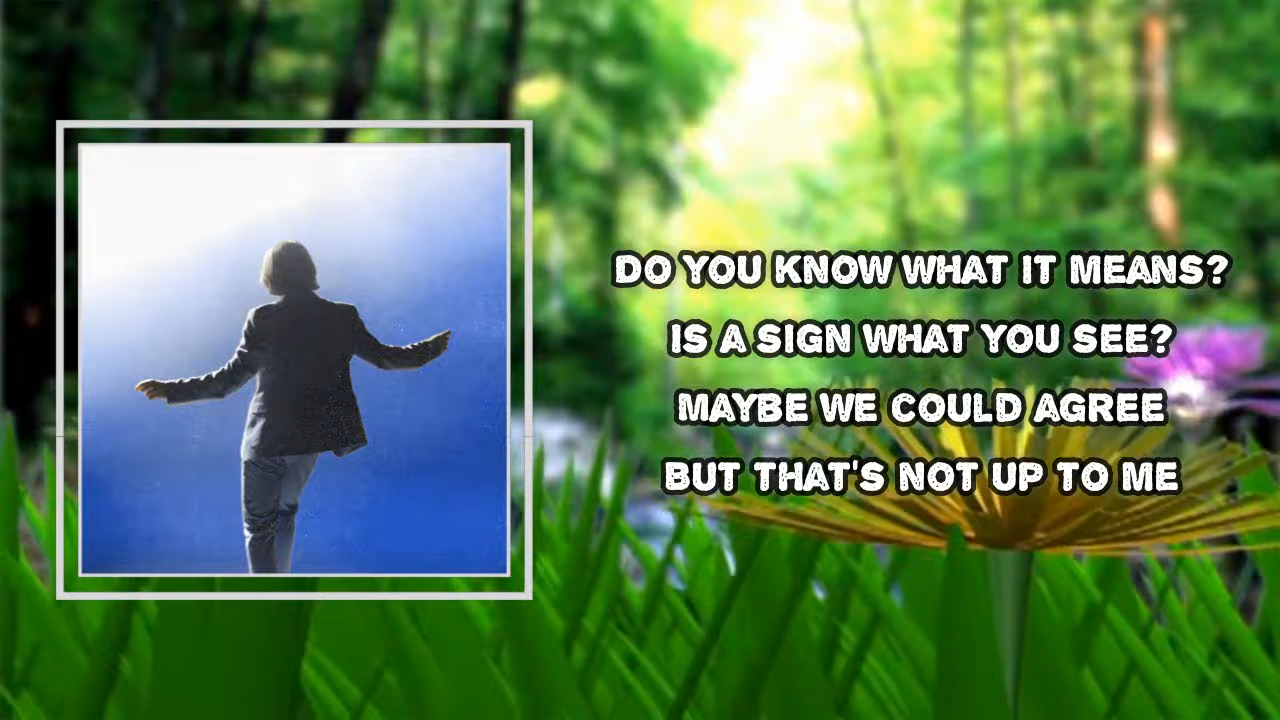 DO YOU KNOW WHAT IT MEANS?
IS A SIGN WHAT YOU SEE?
MAYBE WE COULD AGREE
BUT THAT'S NOT UP TO ME